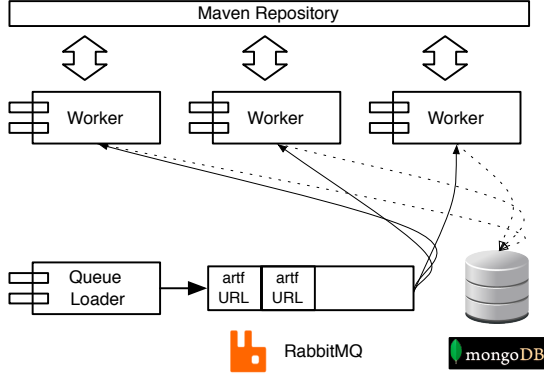 Maven Repository
Worker
Worker
Worker
Queue
Loader
artf
URL
artf
URL
RabbitMQ
mongoDB